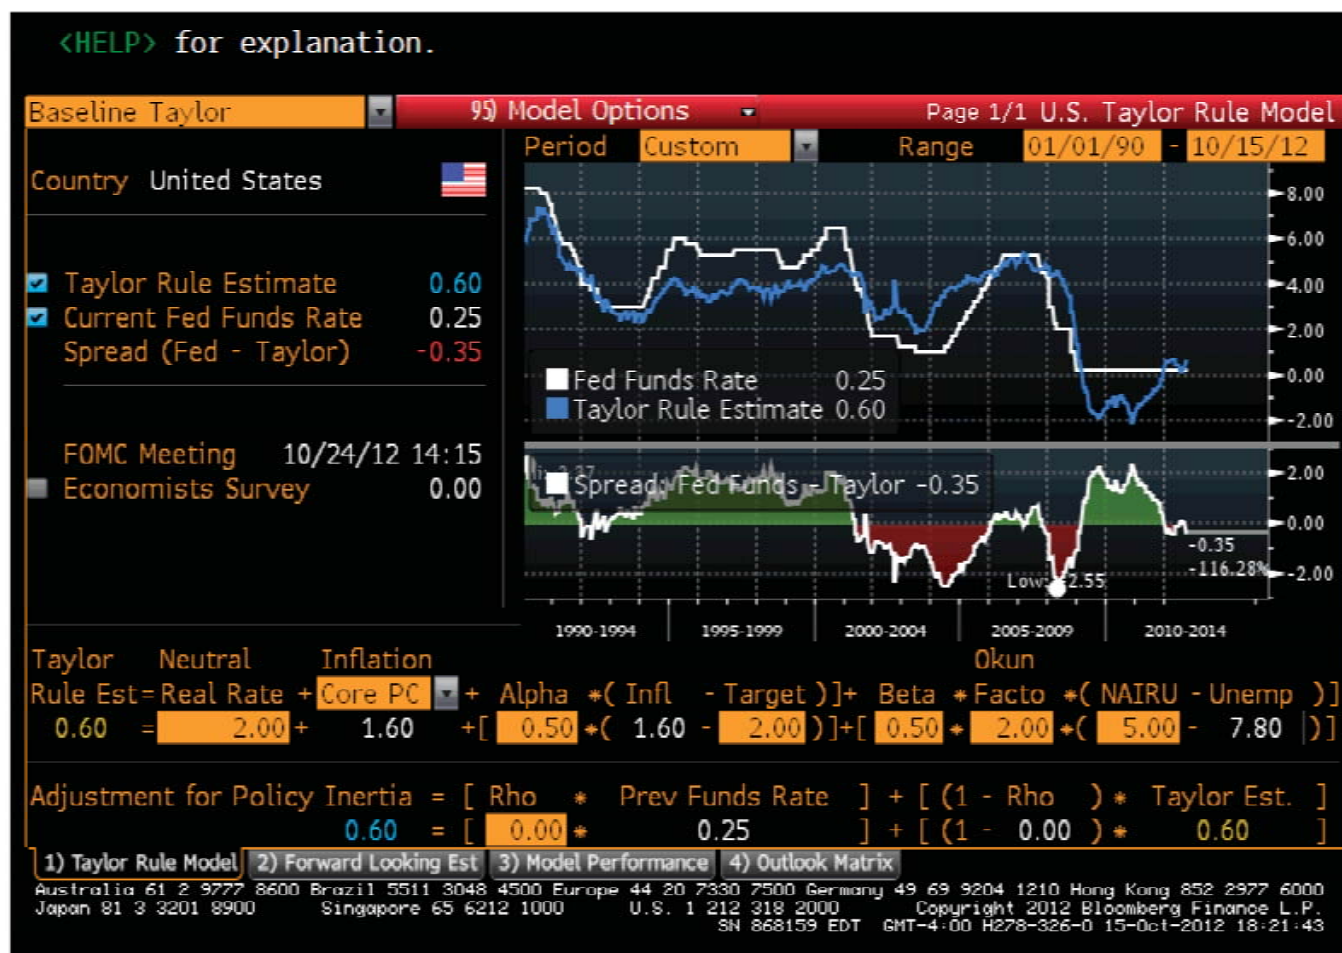 <HELP> for explanation.
Baseline Taylor 95) Model Options Page 1/1 U.S. Taylor Rule Model
Period Custom Range 01/01/90 - 10/15/12
Country United States
Taylor Rule Estimate 0.60
Current Fed Funds Rate 0.25
Spread (Fed - Taylor) -0.35
FOMC Meeting 10/24/12 14:15
Economists Survey 0.00
8.00
6.00
4.00
2.00
0.00
-2.00
Fed Funds Rate 0.25
Taylor Rule Estimate 0.60
2.00
0.00
-2.00
Spread: Fed Funds - Taylor -0.35
-0.35
-116.28%
Low: -2.55
1990-1994 1995-1999 2000-2004 2005-2009 2010-2014
Taylor Neutral Inflation Okun
Rule Est = Real Rate + Core PC + Alpha *( Infl - Target )]+ Beta * Facto *( NAIRU - Unemp )]
0.60 = 2.00 + 1.60 +[ 0.50 *( 1.60 - 2.00 )]+[ 0.50 * 2.00 *( 5.00 - 7.80 )]
Adjustment for Policy Inertia = [ Rho * Prev Funds Rate ] + [ (1 - Rho ) * Taylor Est. ]
0.60 = [ 0.00 * 0.25 ] + [ (1 - 0.00 ) * 0.60 ]
1) Taylor Rule Model 2) Forward Looking Est 3) Model Performance 4) Outlook Matrix
Australia 61 2 9777 8600 Brazil 5511 3048 4500 Europe 44 20 7330 7500 Germany 49 69 9204 1210 Hong Kong 852 2977 6000
Japan 81 3 3201 8900 Singapore 65 6212 1000 U.S. 1 212 318 2000 Copyright 2012 Bloomberg Finance L.P.
SN 868159 EDT GMT-4:00 H278-326-0 15-Oct-2012 18:21:43